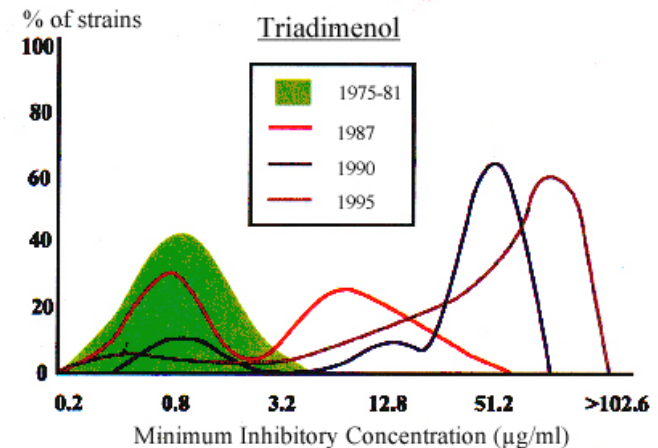 % of strains
Triadimenol
100
80
60
40
20
0
1975-81
1987
1990
1995
0.2 0.8 3.2 12.8 51.2 >102.6
Minimum Inhibitory Concentration (µg/ml)